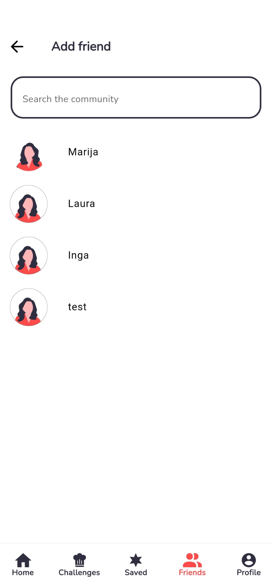 Add friend
Search the community
Marija
Laura
Inga
test
Home Challenges Saved Friends Profile